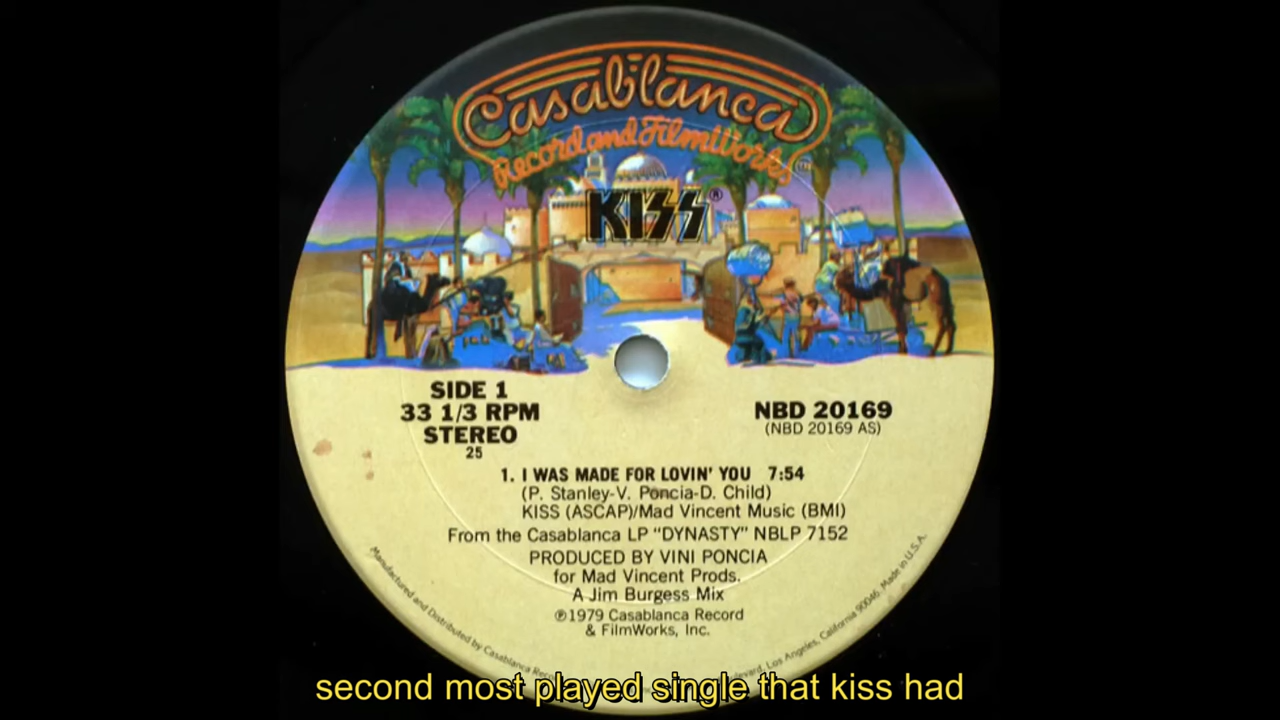 Casablanca
Record and FilmWorks TM
KISS ®
SIDE 1
33 1/3 RPM
STEREO
25
NBD 20169
(NBD 20169 AS)
1. I WAS MADE FOR LOVIN' YOU 7:54
(P. Stanley-V. Poncia-D. Child)
KISS (ASCAP)/Mad Vincent Music (BMI)
From the Casablanca LP "DYNASTY" NBLP 7152
PRODUCED BY VINI PONCIA
for Mad Vincent Prods.
A Jim Burgess Mix
℗1979 Casablanca Record
& FilmWorks, Inc.
Manufactured and Distributed by Casablanca
Los Angeles, California 90046. Made in U.S.A.
second most played single that kiss had